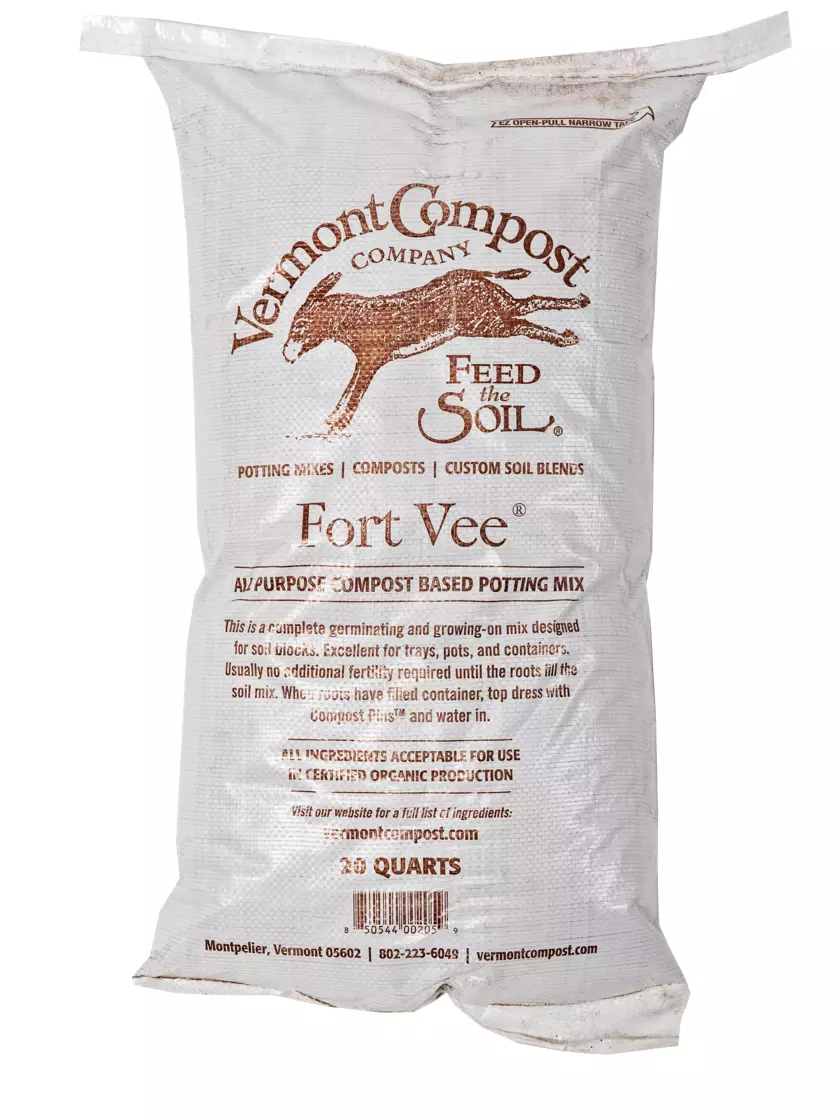 EZ OPEN-PULL NARROW TAPE
Vermont Compost
COMPANY
FEED
the
SOIL®
POTTING MIXES | COMPOSTS | CUSTOM SOIL BLENDS
Fort Vee®
ALL PURPOSE COMPOST BASED POTTING MIX
This is a complete germinating and growing-on mix designed
for soil blocks. Excellent for trays, pots, and containers.
Usually no additional fertility required until the roots fill the
soil mix. When roots have filled container, top dress with
Compost Plus™ and water in.
ALL INGREDIENTS ACCEPTABLE FOR USE
IN CERTIFIED ORGANIC PRODUCTION
Visit our website for a full list of ingredients:
vermontcompost.com
20 QUARTS
8 50544 00205 9
Montpelier, Vermont 05602 | 802-223-6049 | vermontcompost.com